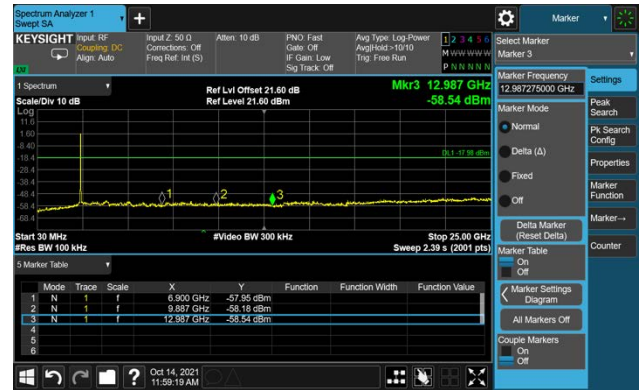 Spectrum Analyzer 1
Swept SA
Marker
KEYSIGHT
Input: RF
Coupling: DC
Align: Auto
Input Z: 50 Ω
Corrections: Off
Freq Ref: Int (S)
Atten: 10 dB
PNO: Fast
Gate: Off
IF Gain: Low
Sig Track: Off
Avg Type: Log-Power
Avg|Hold:>10/10
Trig: Free Run
1 2 3 4 5 6
M W W W W W
P N N N N N
LXI
Select Marker
Marker 3
1 Spectrum
Scale/Div 10 dB
Log
Ref Lvl Offset 21.60 dB
Ref Level 21.60 dBm
Mkr3 12.987 GHz
-58.54 dBm
11.6
1.60
-8.40
-18.4
-28.4
-38.4
-48.4
-58.4
-68.4
DL1 -17.98 dBm
1
2
3
Start 30 MHz
#Res BW 100 kHz
#Video BW 300 kHz
Stop 25.00 GHz
Sweep 2.39 s (2001 pts)
5 Marker Table
Mode Trace Scale X Y Function Function Width Function Value
1 N 1 f 6.900 GHz -57.95 dBm
2 N 1 f 9.887 GHz -58.18 dBm
3 N 1 f 12.987 GHz -58.54 dBm
4
5
6
Marker Frequency
12.987275000 GHz
Marker Mode
Normal
Delta (Δ)
Fixed
Off
Delta Marker
(Reset Delta)
Marker Table
On
Off
Marker Settings
Diagram
All Markers Off
Couple Markers
On
Off
Settings
Peak
Search
Pk Search
Config
Properties
Marker
Function
Marker→
Counter
?
Oct 14, 2021
11:59:19 AM